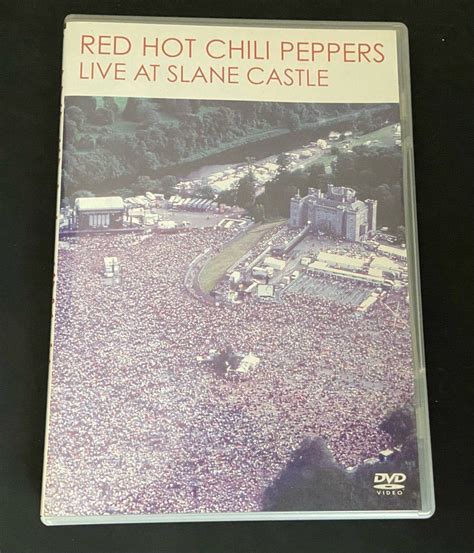 RED HOT CHILI PEPPERS
LIVE AT SLANE CASTLE
DVD
VIDEO